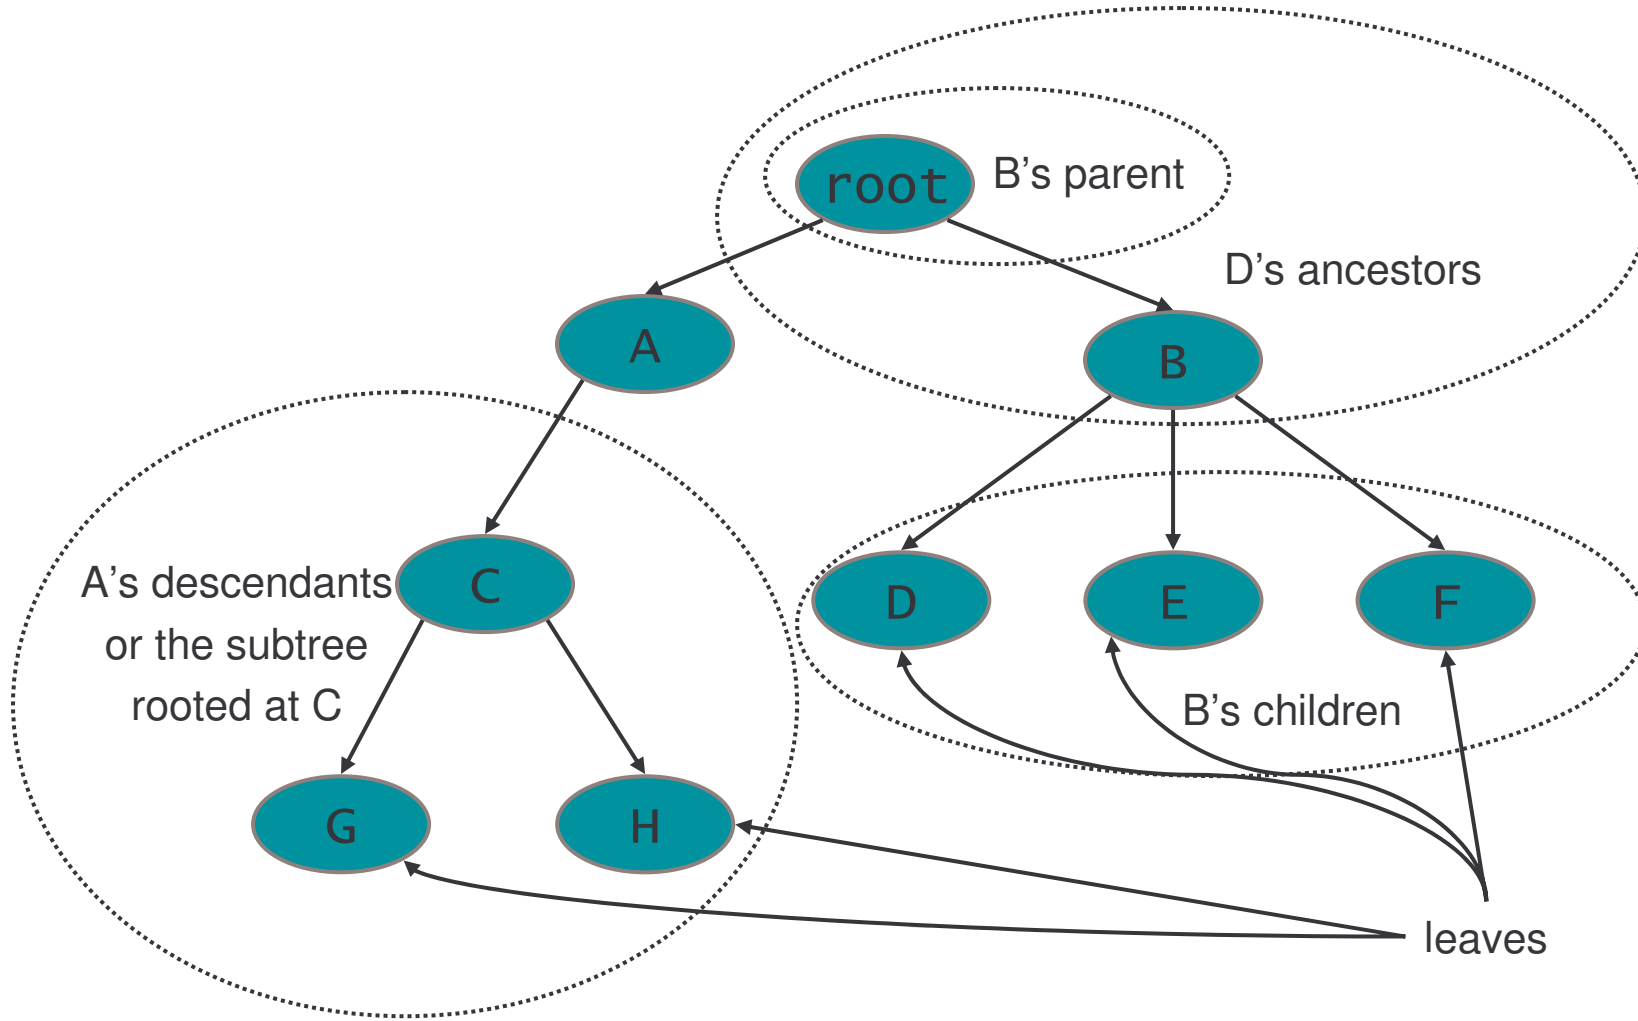 root
B's parent
D's ancestors
A
B
A's descendants
or the subtree
rooted at C
C
D
E
F
B's children
G
H
leaves